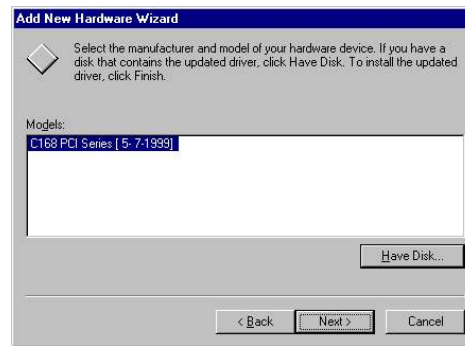 Add New Hardware Wizard
Select the manufacturer and model of your hardware device. If you have a
disk that contains the updated driver, click Have Disk. To install the updated
driver, click Finish.
Models:
C168 PCI Series [ 5- 7-1999]
Have Disk...
< Back
Next >
Cancel